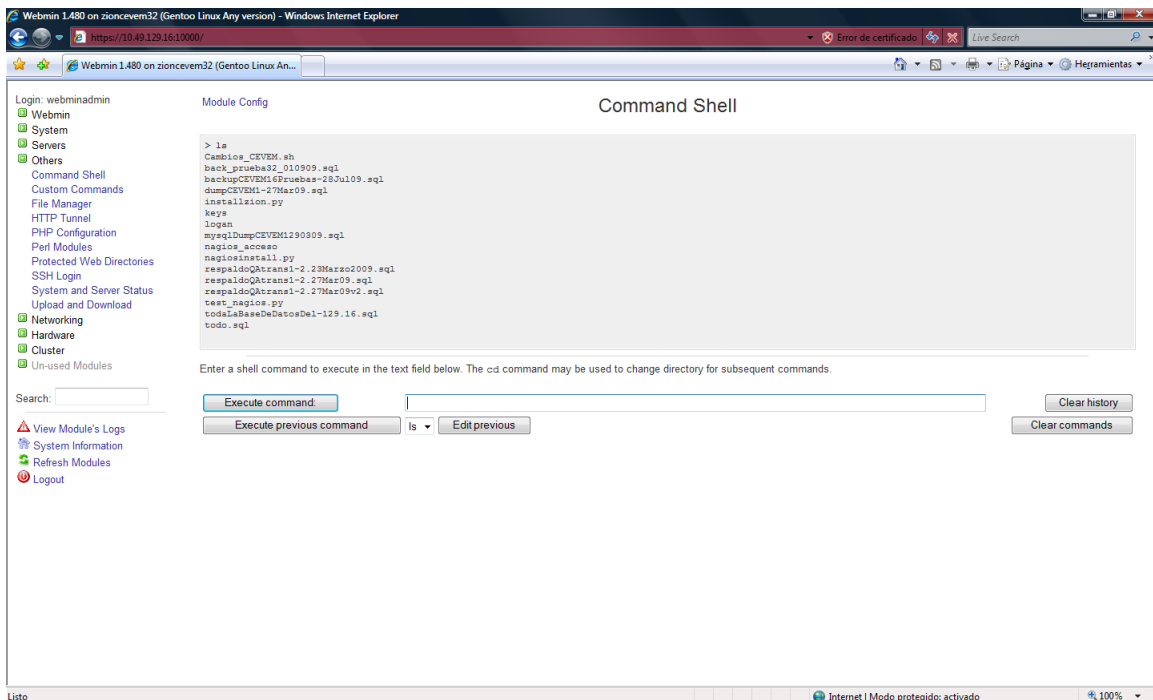 Webmin 1.480 on zioncevem32 (Gentoo Linux Any version) - Windows Internet Explorer
https://10.49.129.16:10000/
Error de certificado
Live Search
Webmin 1.480 on zioncevem32 (Gentoo Linux An...
Página
Herramientas
Login: webminadmin
Webmin
System
Servers
Others
Command Shell
Custom Commands
File Manager
HTTP Tunnel
PHP Configuration
Perl Modules
Protected Web Directories
SSH Login
System and Server Status
Upload and Download
Networking
Hardware
Cluster
Un-used Modules
Search:
View Module's Logs
System Information
Refresh Modules
Logout
Module Config
Command Shell
> ls
Cambios_CEVEM.sh
back_prueba32_010909.sql
backupCEVEM16Pruebas-28Jul09.sql
dumpCEVEM1-27Mar09.sql
installzion.py
keys
logan
mysqlDumpCEVEM1290309.sql
nagios_acceso
nagiosinstall.py
respaldoQAtrans1-2.23Marzo2009.sql
respaldoQAtrans1-2.27Mar09.sql
respaldoQAtrans1-2.27Mar09v2.sql
test_nagios.py
todaLaBaseDeDatosDel-129.16.sql
todo.sql
Enter a shell command to execute in the text field below. The cd command may be used to change directory for subsequent commands.
Execute command:
Clear history
Execute previous command
ls
Edit previous
Clear commands
Listo
Internet | Modo protegido: activado
100%